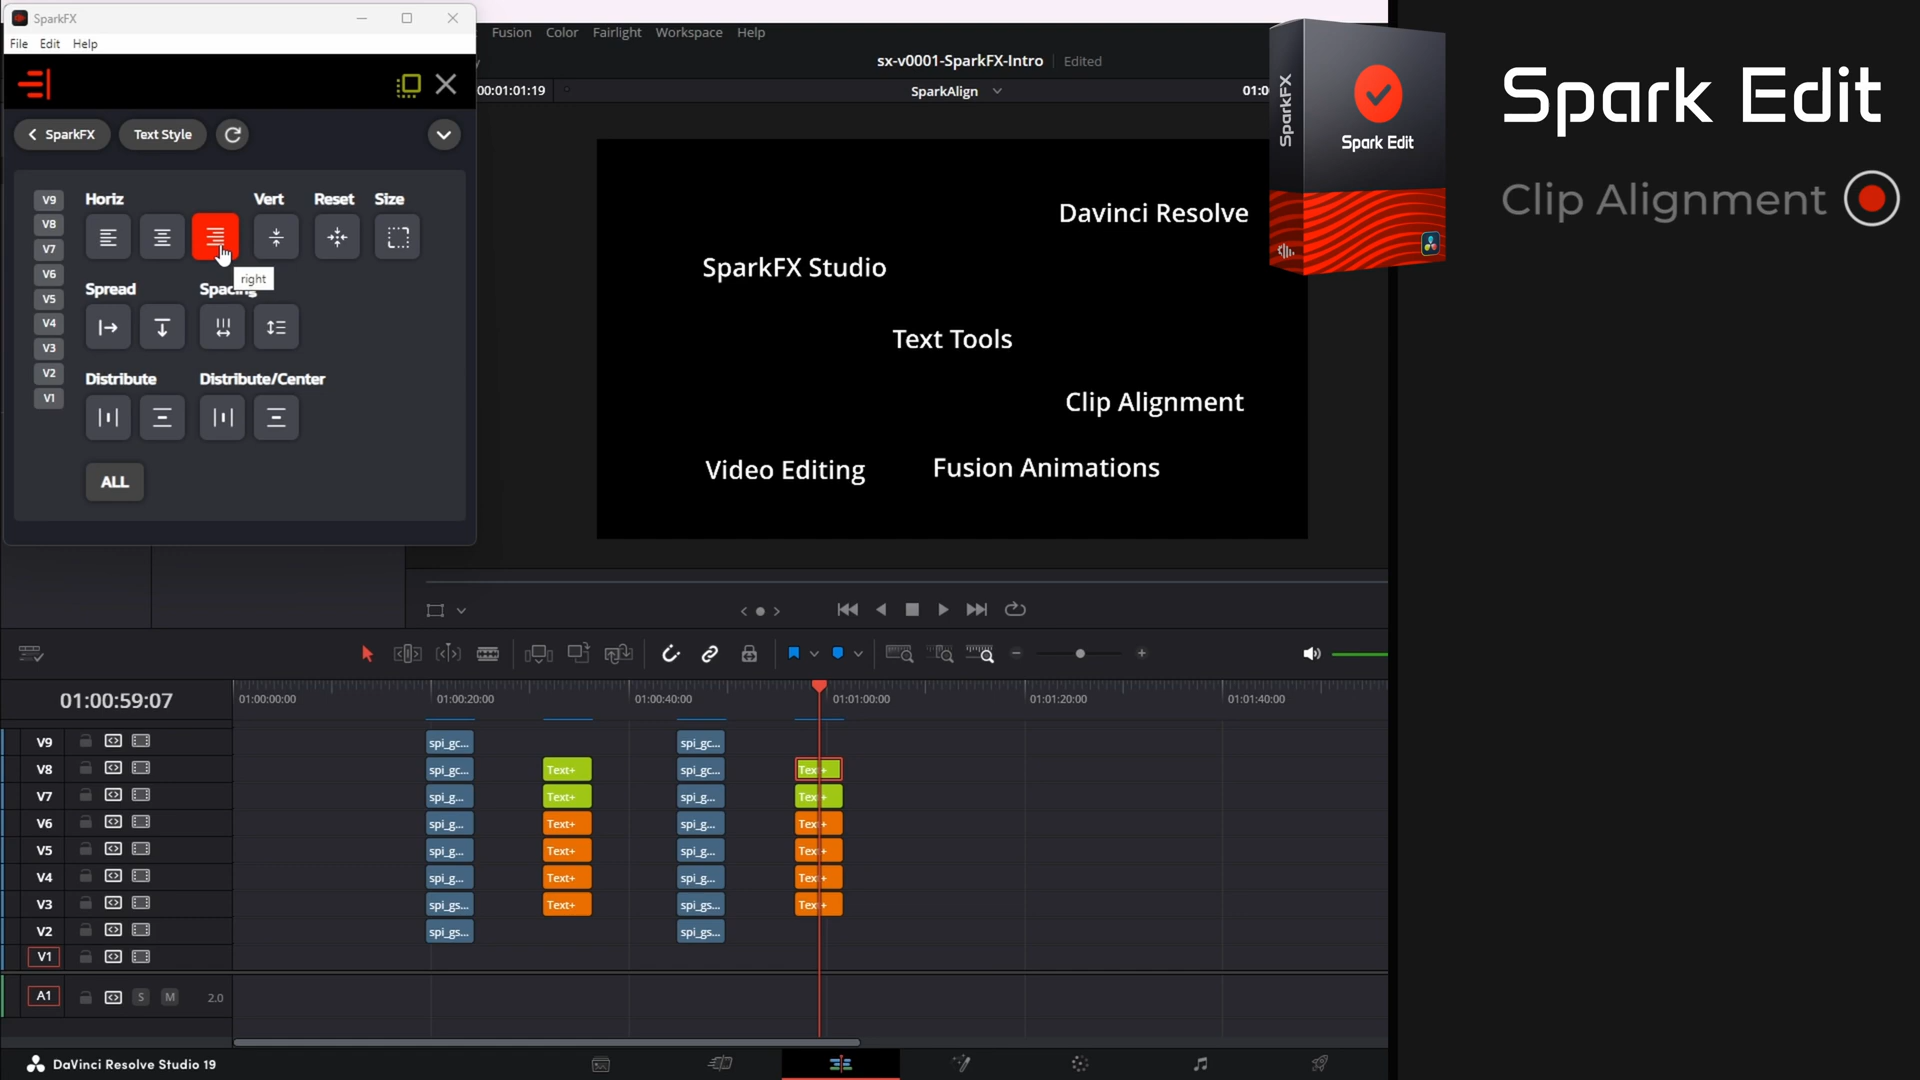 SparkFX
File Edit Help
Fusion Color Fairlight Workspace Help
sx-v0001-SparkFX-Intro Edited
00:01:01:19
SparkAlign
01:0
SparkFX
Text Style
V9
V8
V7
V6
V5
V4
V3
V2
V1
Horiz Vert Reset Size
right
Spread Spacing
Distribute Distribute/Center
ALL
Davinci Resolve
SparkFX Studio
Text Tools
Clip Alignment
Video Editing
Fusion Animations
SparkFX
Spark Edit
Spark Edit
Clip Alignment
01:00:59:07
01:00:00:00 01:00:20:00 01:00:40:00 01:01:00:00 01:01:20:00 01:01:40:00
V9 spi_gc... spi_gc...
V8 spi_gc... Text+ spi_gc... Text+
V7 spi_g... Text+ spi_g... Text+
V6 spi_g... Text+ spi_g... Text+
V5 spi_g... Text+ spi_g... Text+
V4 spi_g... Text+ spi_g... Text+
V3 spi_gs... Text+ spi_gs... Text+
V2 spi_gs... spi_gs...
V1
A1 S M 2.0
DaVinci Resolve Studio 19